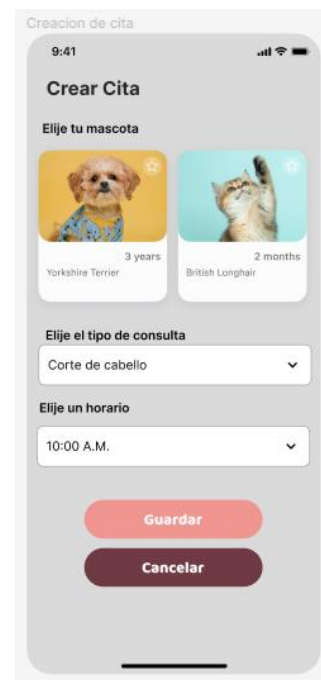 Creacion de cita
9:41
Crear Cita
Elije tu mascota
3 years
Yorkshire Terrier
2 months
British Longhair
Elije el tipo de consulta
Corte de cabello
Elije un horario
10:00 A.M.
Guardar
Cancelar